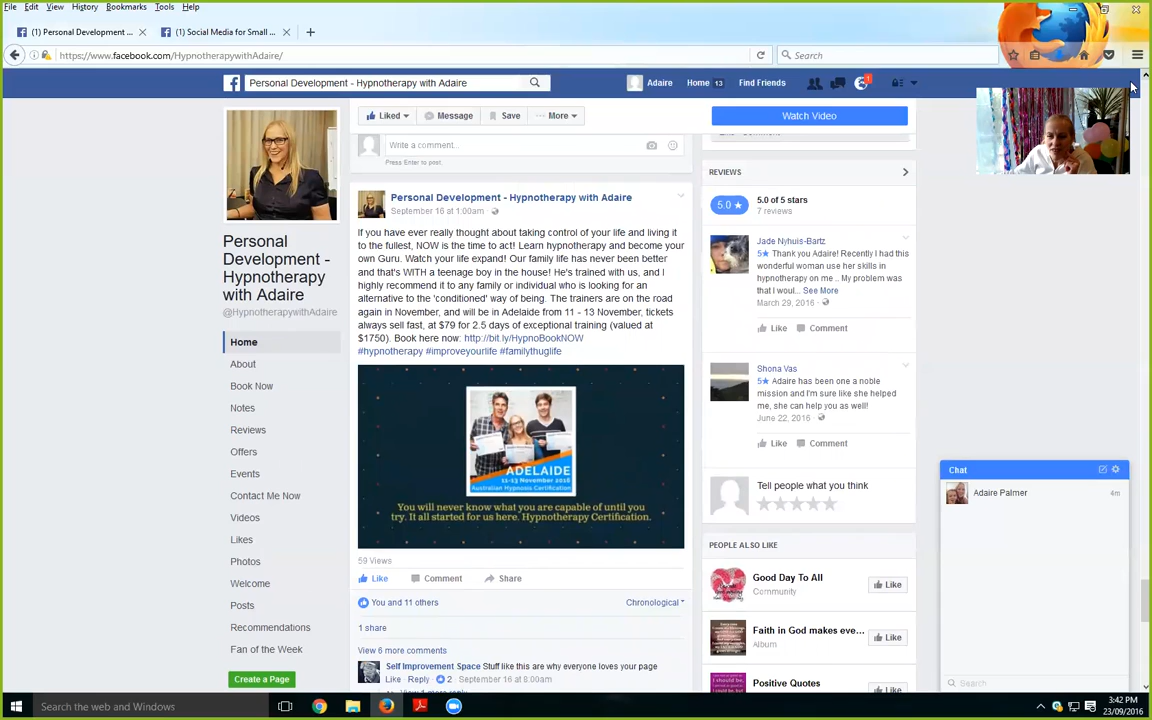 File Edit View History Bookmarks Tools Help
(1) Personal Development ... (1) Social Media for Small ...
https://www.facebook.com/HypnotherapywithAdaire/ Search
Personal Development - Hypnotherapy with Adaire Adaire Home 13 Find Friends 1
Liked Message Save More Watch Video
Write a comment...
Press Enter to post.
Personal Development - Hypnotherapy with Adaire
@HypnotherapywithAdaire
Home
About
Book Now
Notes
Reviews
Offers
Events
Contact Me Now
Videos
Likes
Photos
Welcome
Posts
Recommendations
Fan of the Week
Create a Page
Personal Development - Hypnotherapy with Adaire
September 16 at 1:00am
If you have ever really thought about taking control of your life and living it
to the fullest, NOW is the time to act! Learn hypnotherapy and become your
own Guru. Watch your life expand! Our family life has never been better
and that's WITH a teenage boy in the house! He's trained with us, and I
highly recommend it to any family or individual who is looking for an
alternative to the 'conditioned' way of being. The trainers are on the road
again in November, and will be in Adelaide from 11 - 13 November, tickets
always sell fast, at $79 for 2.5 days of exceptional training (valued at
$1750). Book here now: http://bit.ly/HypnoBookNOW
#hypnotherapy #improveyourlife #familythuglife
ADELAIDE
11-13 November 2016
Australian Hypnosis Certification
You will never know what you are capable of until you
try. It all started for us here. Hypnotherapy Certification.
59 Views
Like Comment Share
You and 11 others Chronological
1 share
View 6 more comments
Self Improvement Space Stuff like this are why everyone loves your page
Like · Reply · 2 · September 16 at 8:00am
REVIEWS
5.0 ★ 5.0 of 5 stars
7 reviews
Jade Nyhuis-Bartz
5★ Thank you Adaire! Recently I had this
wonderful woman use her skills in
hypnotherapy on me .. My problem was
that I woul... See More
March 29, 2016
Like Comment
Shona Vas
5★ Adaire has been one a noble
mission and I'm sure like she helped
me, she can help you as well!
June 22, 2016
Like Comment
Tell people what you think
PEOPLE ALSO LIKE
Good Day To All
Community
Like
Faith in God makes eve...
Album
Like
Positive Quotes
Like
Chat
Adaire Palmer 4m
Search
Search the web and Windows
3:42 PM
23/09/2016